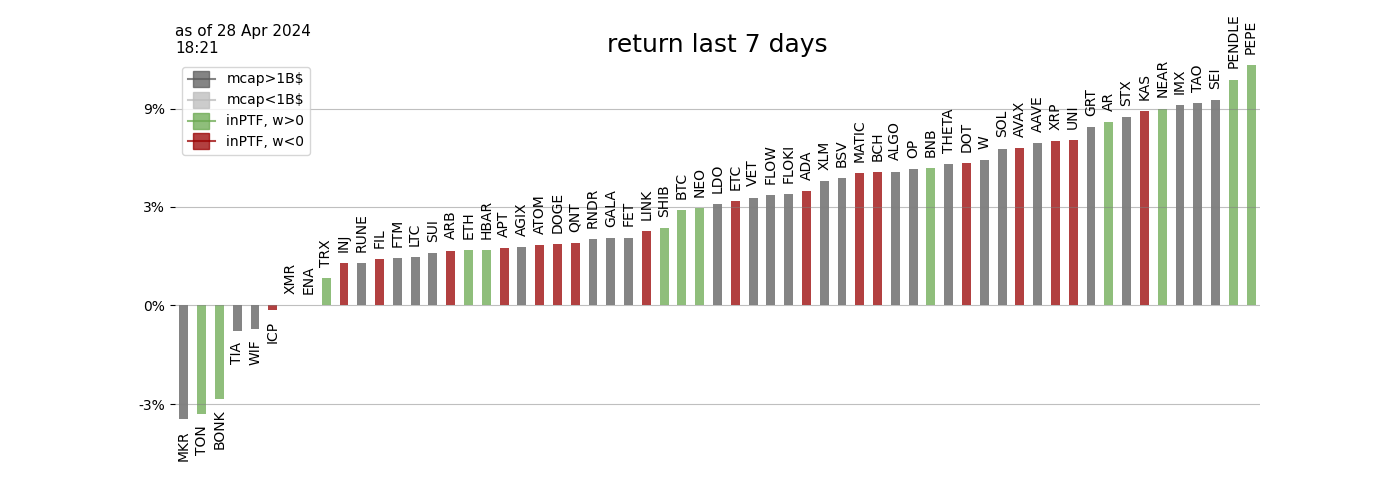 as of 28 Apr 2024
18:21
return last 7 days
mcap>1B$
mcap<1B$
inPTF, w>0
inPTF, w<0
9%
3%
0%
-3%
MKR
TON
BONK
TIA
WIF
ICP
XMR
ENA
TRX
INJ
RUNE
FIL
FTM
LTC
SUI
ARB
ETH
HBAR
APT
AGIX
ATOM
DOGE
QNT
RNDR
GALA
FET
LINK
SHIB
BTC
NEO
LDO
ETC
VET
FLOW
FLOKI
ADA
XLM
BSV
MATIC
BCH
ALGO
OP
BNB
THETA
DOT
W
SOL
AVAX
AAVE
XRP
UNI
GRT
AR
STX
KAS
NEAR
IMX
TAO
SEI
PENDLE
PEPE